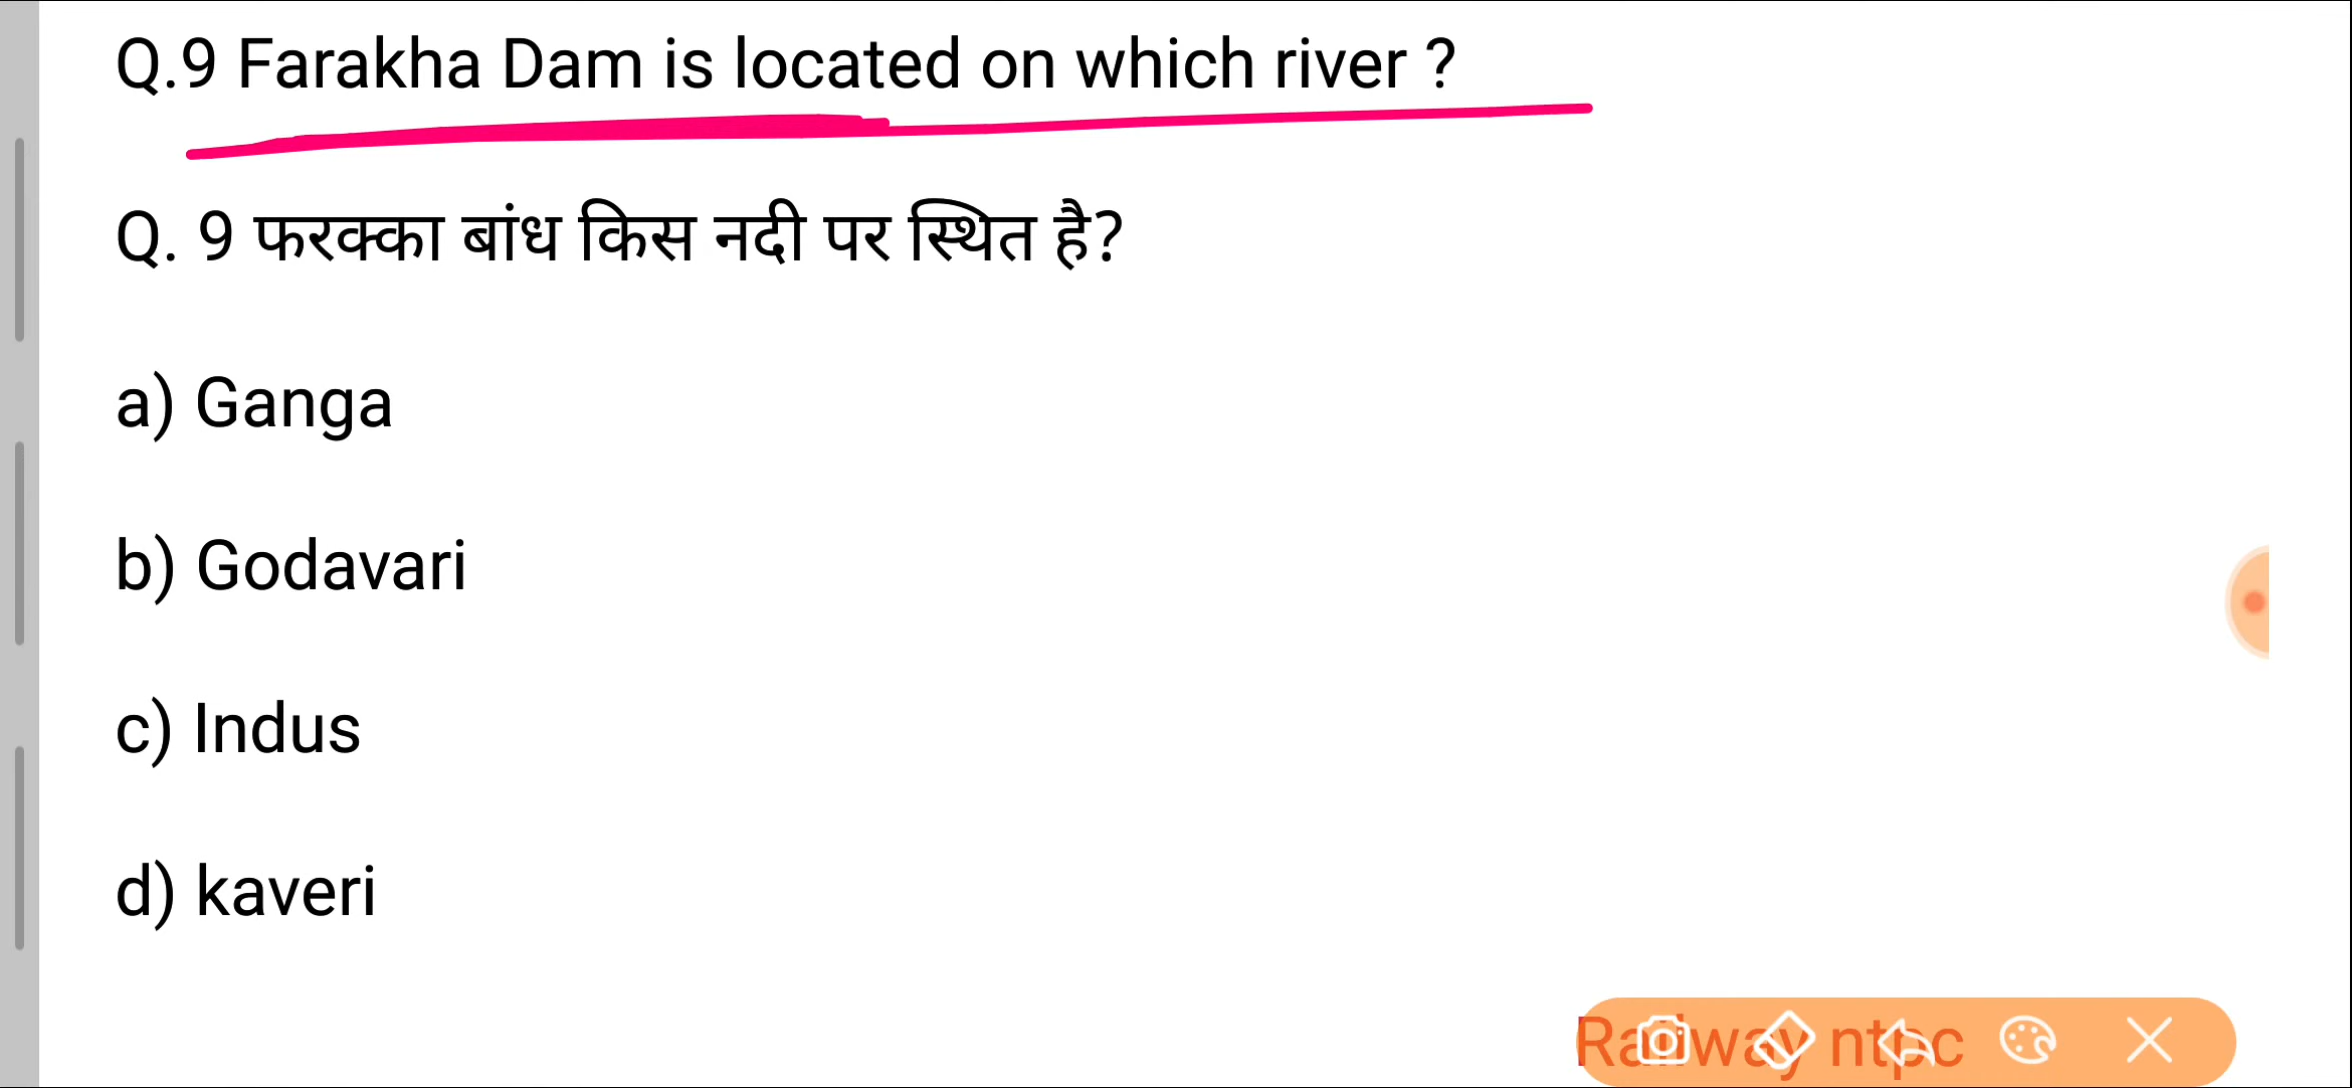 Q.9 Farakha Dam is located on which river ?
Q. 9 फरक्का बांध किस नदी पर स्थित है?
a) Ganga
b) Godavari
c) Indus
d) kaveri
Railway ntpc